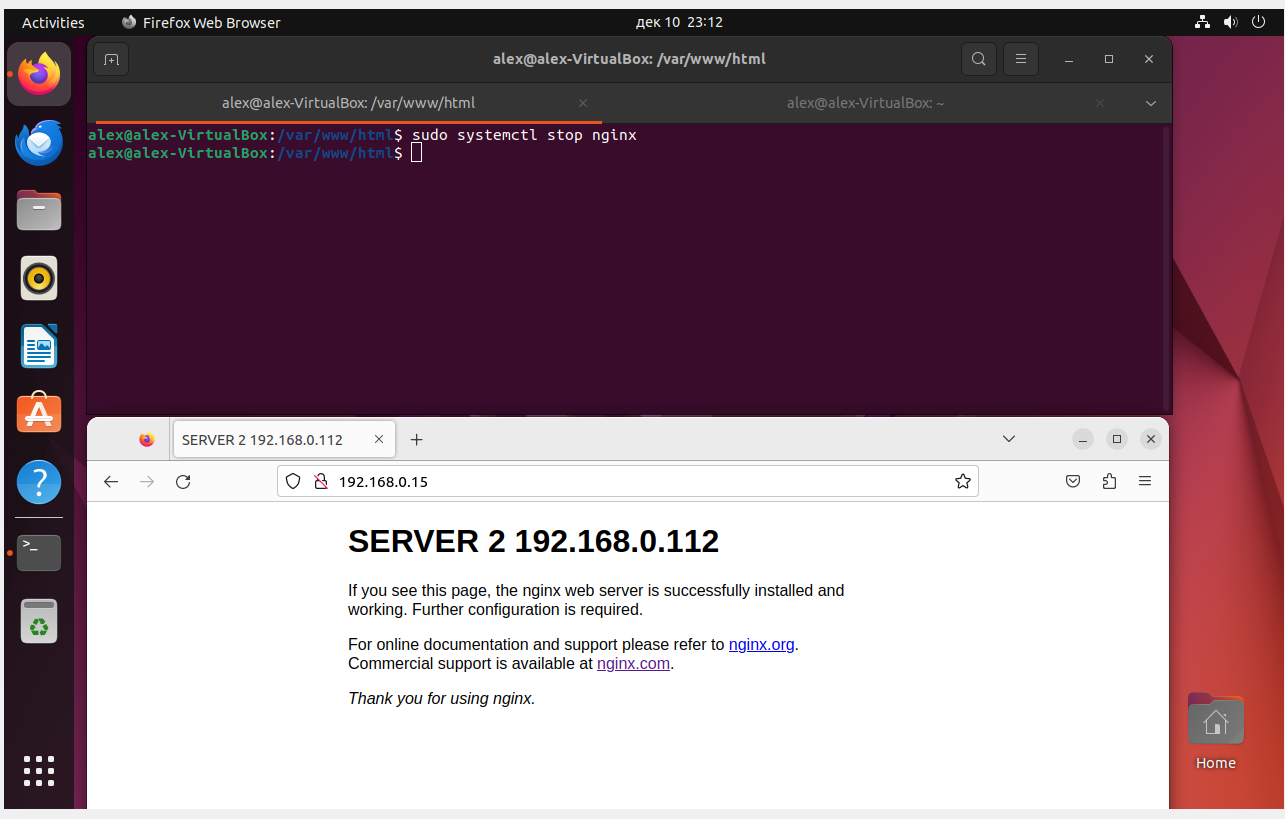 Activities
Firefox Web Browser
дек 10 23:12
alex@alex-VirtualBox: /var/www/html
alex@alex-VirtualBox: /var/www/html
alex@alex-VirtualBox: ~
alex@alex-VirtualBox:/var/www/html$ sudo systemctl stop nginx
alex@alex-VirtualBox:/var/www/html$
SERVER 2 192.168.0.112
192.168.0.15
SERVER 2 192.168.0.112
If you see this page, the nginx web server is successfully installed and
working. Further configuration is required.
For online documentation and support please refer to nginx.org.
Commercial support is available at nginx.com.
Thank you for using nginx.
Home